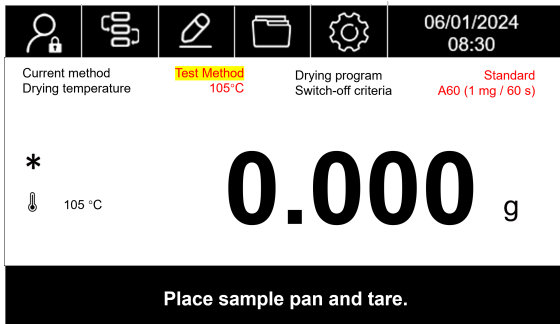 06/01/2024
08:30
Current method Test Method Drying program Standard
Drying temperature 105°C Switch-off criteria A60 (1 mg / 60 s)
*
0.000 g
105 °C
Place sample pan and tare.